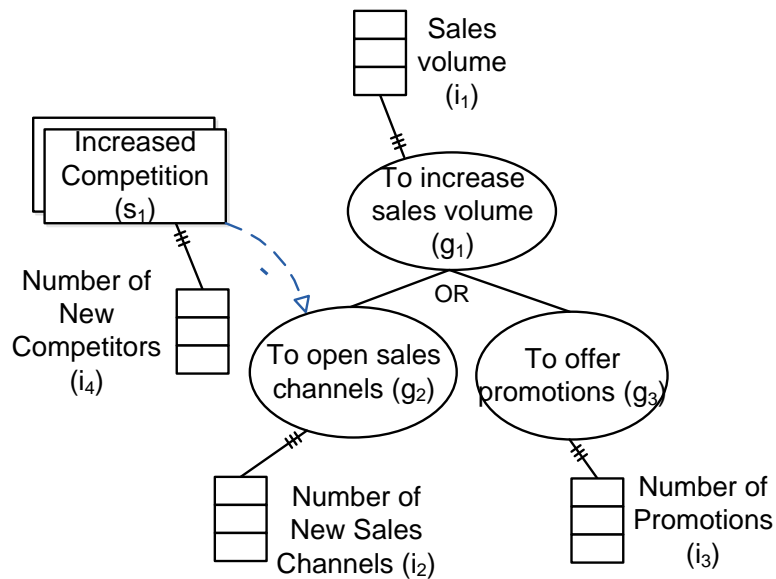 Sales
volume
(i₁)
Increased
Competition
(s₁)
To increase
sales volume
(g₁)
Number of
New
Competitors
(i₄)
OR
To open sales
channels (g₂)
To offer
promotions (g₃)
Number of
New Sales
Channels (i₂)
Number of
Promotions
(i₃)